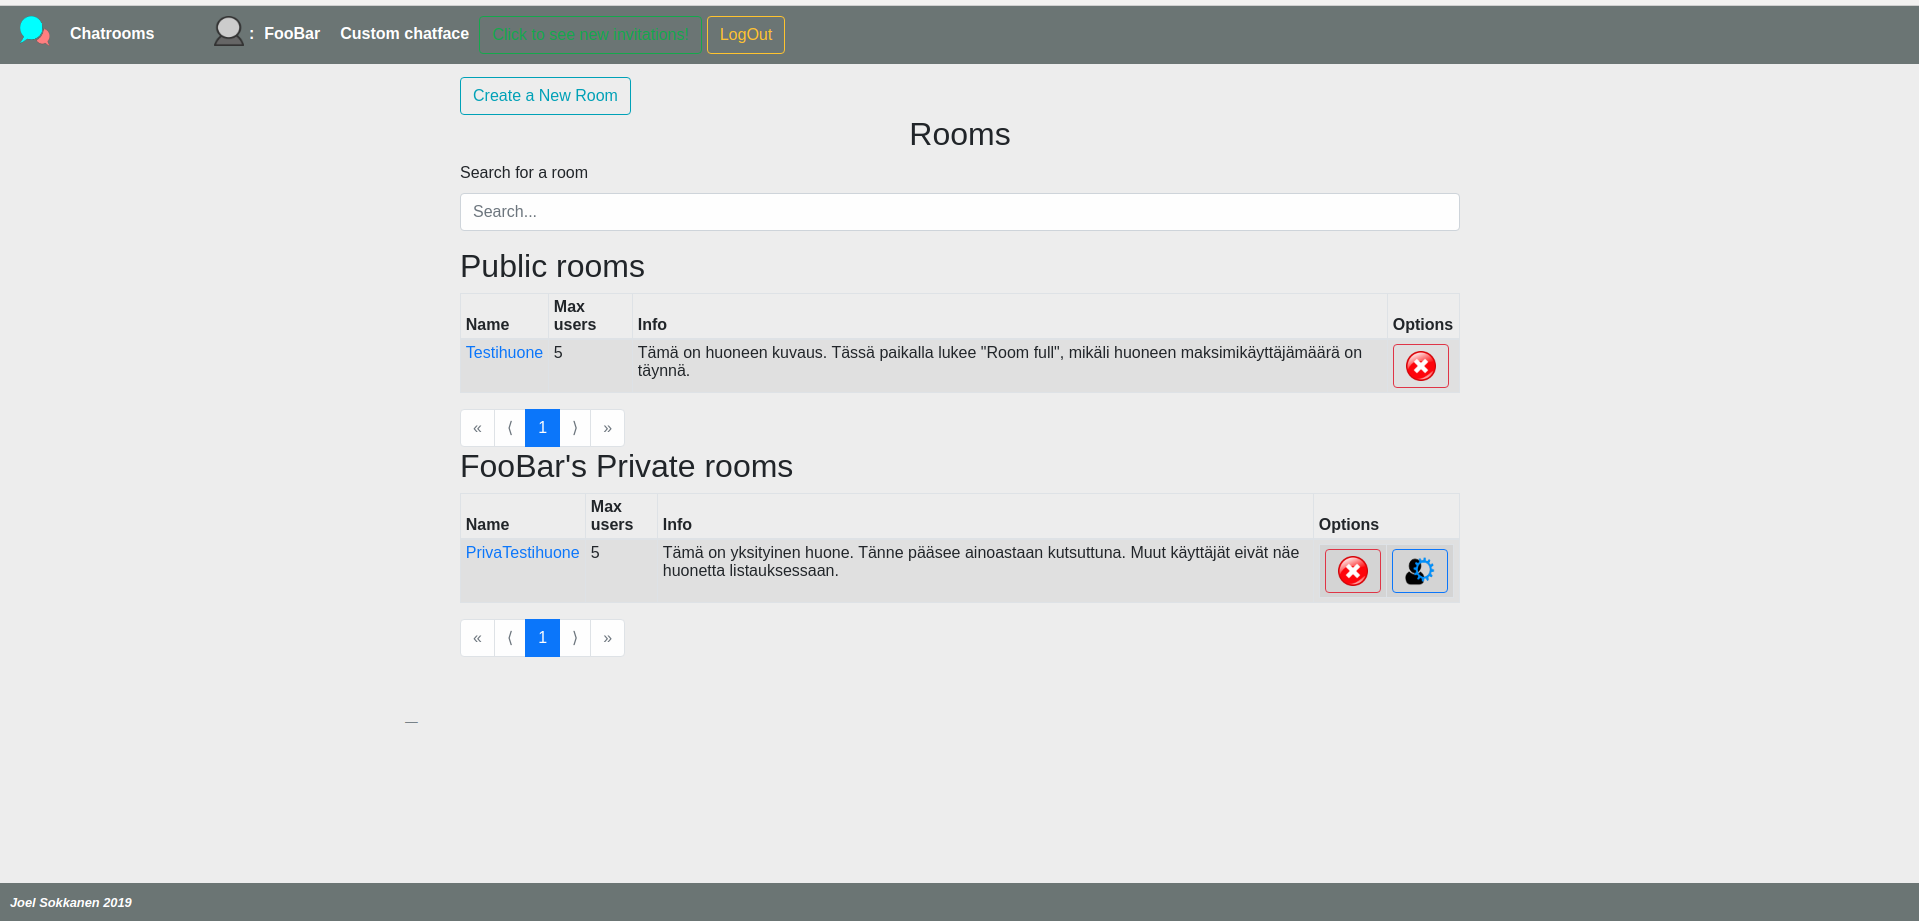 Chatrooms
: FooBar
Custom chatface
Click to see new invitations!
LogOut
Create a New Room
Rooms
Search for a room
Search...
Public rooms
Name Max users Info Options
Testihuone 5 Tämä on huoneen kuvaus. Tässä paikalla lukee "Room full", mikäli huoneen maksimikäyttäjämäärä on
täynnä.
« ⟨ 1 ⟩ »
FooBar's Private rooms
Name Max users Info Options
PrivaTestihuone 5 Tämä on yksityinen huone. Tänne pääsee ainoastaan kutsuttuna. Muut käyttäjät eivät näe
huonetta listauksessaan.
« ⟨ 1 ⟩ »
Joel Sokkanen 2019